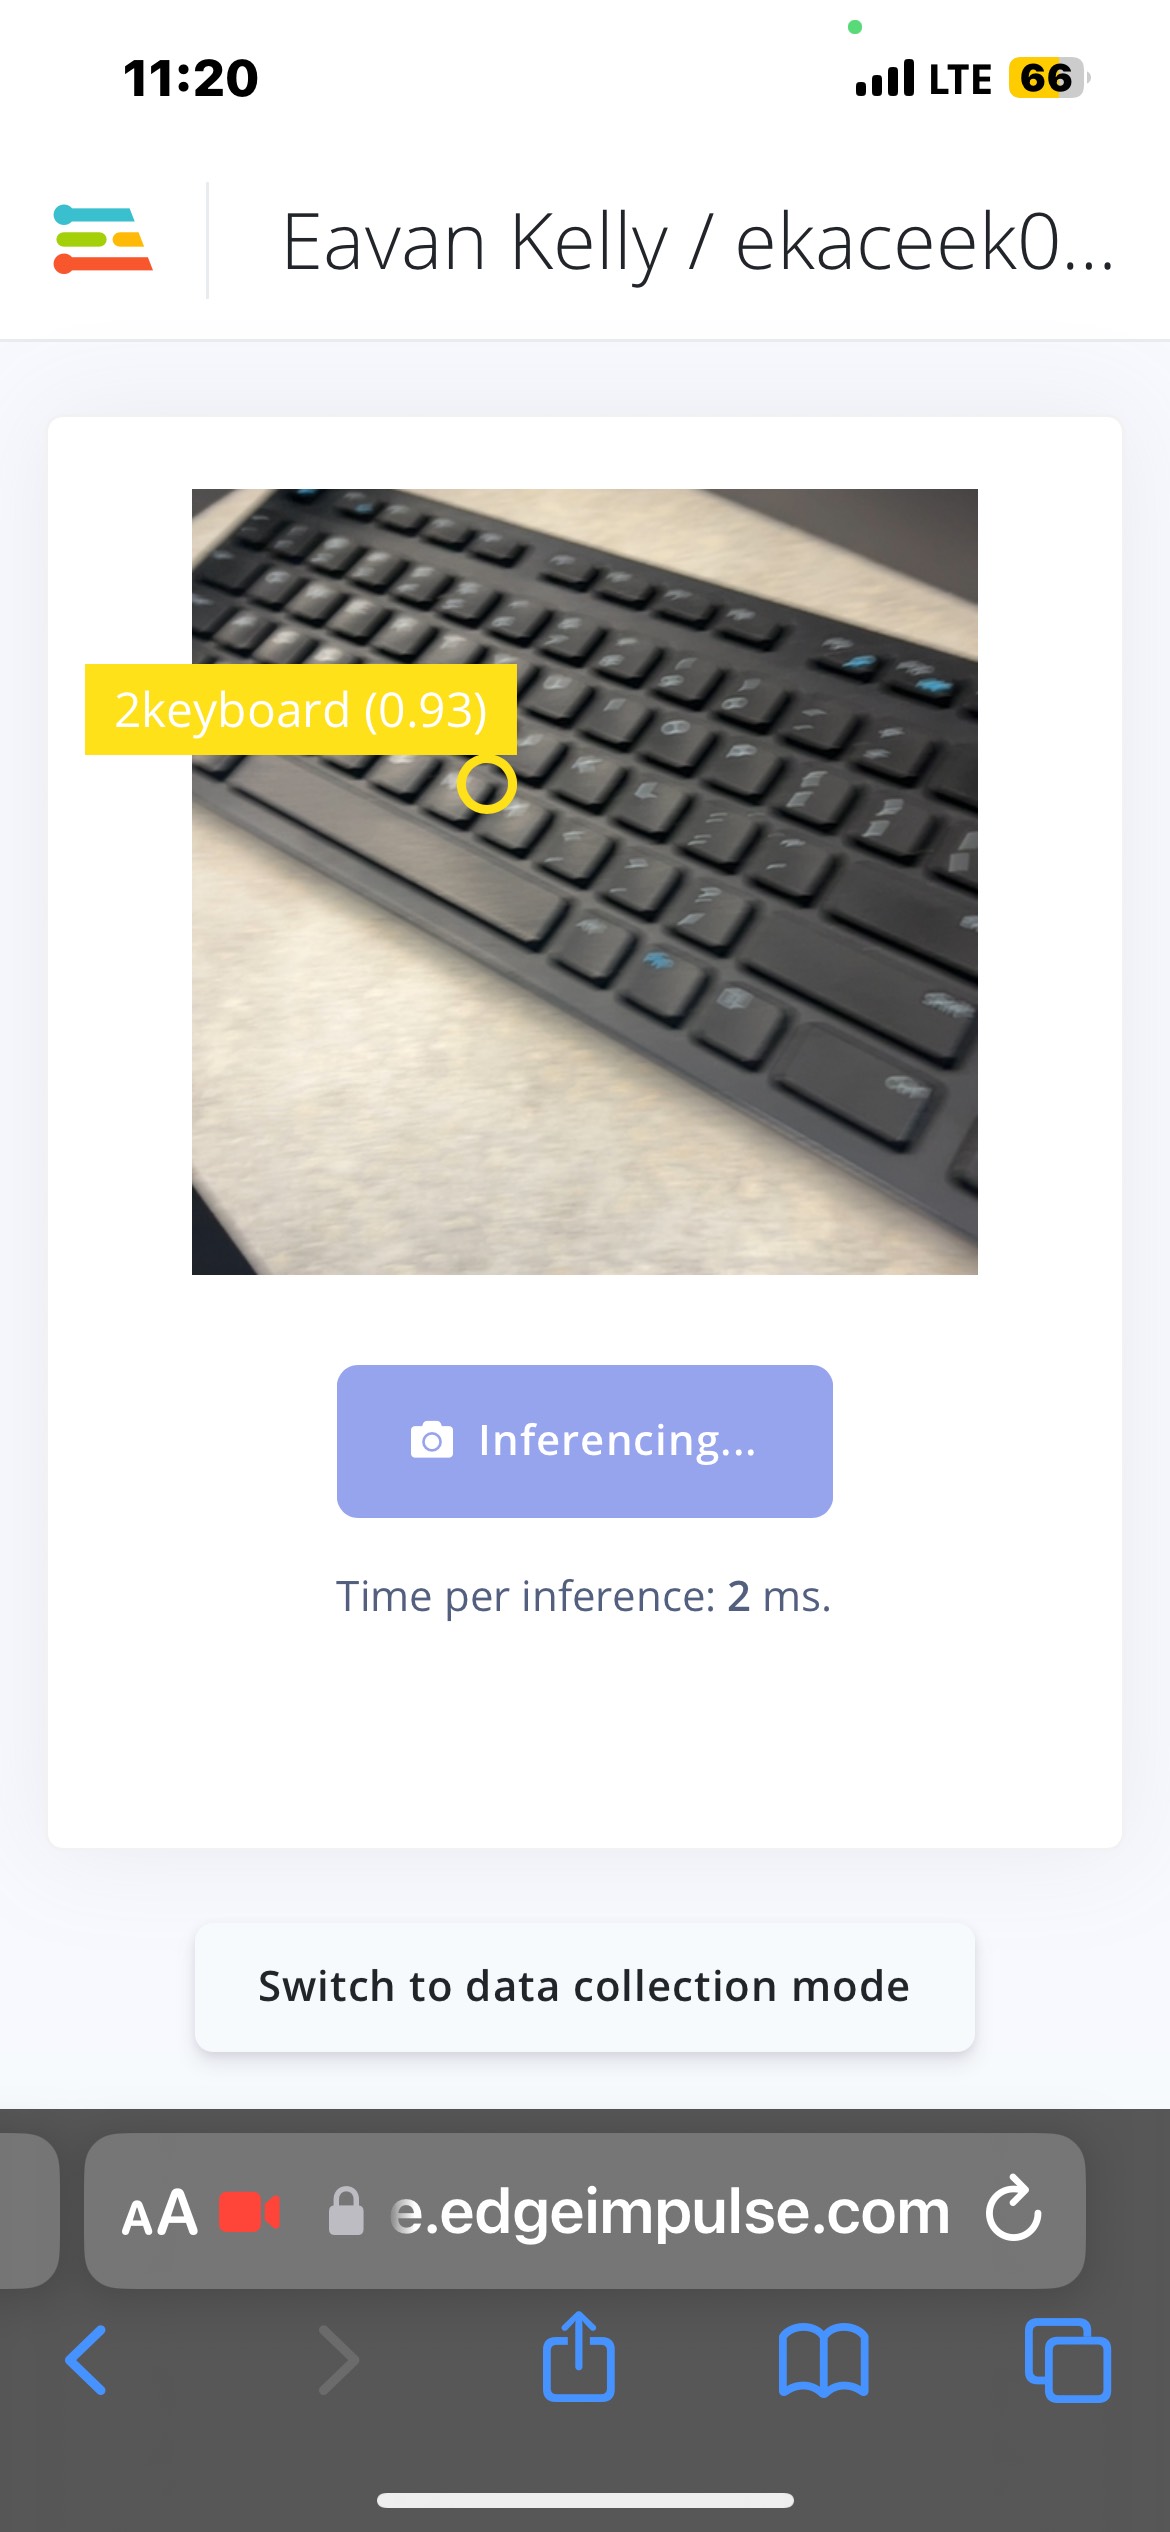 11:20
LTE 66
Eavan Kelly / ekaceek0...
2keyboard (0.93)
Inferencing...
Time per inference: 2 ms.
Switch to data collection mode
AA e.edgeimpulse.com